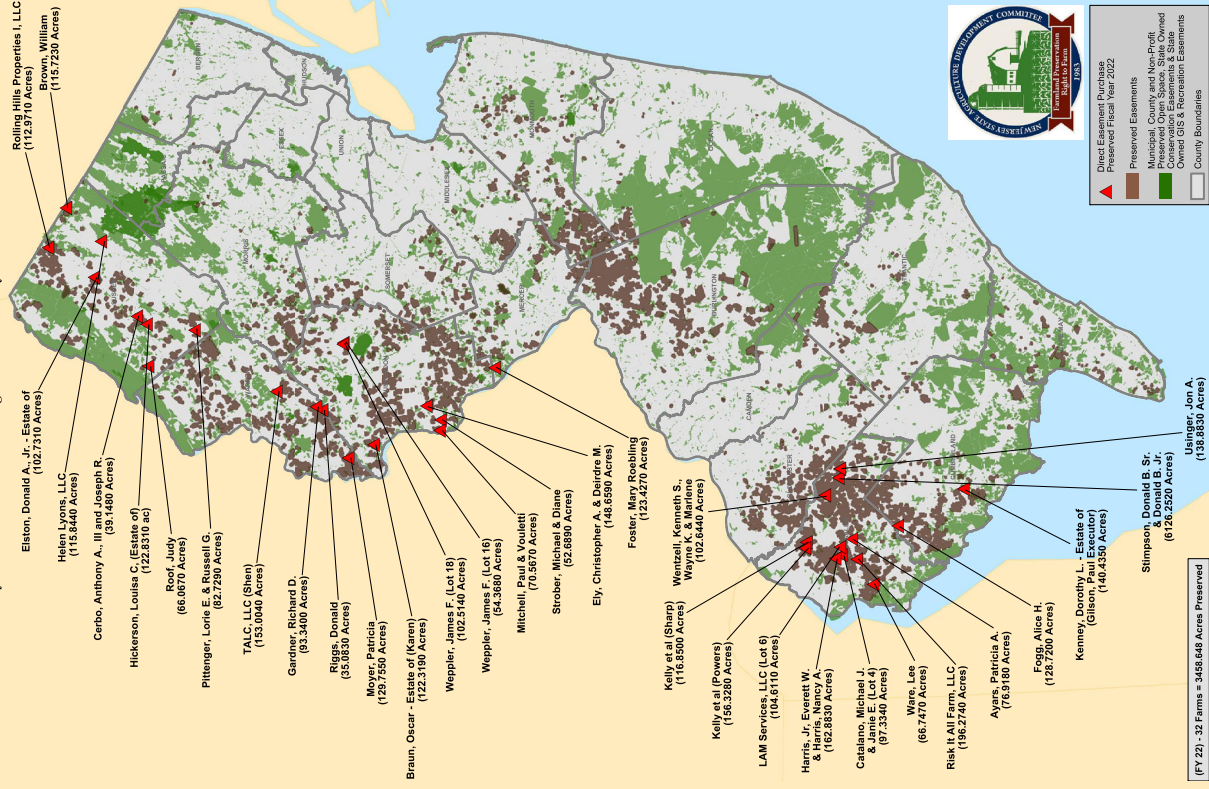 Rolling Hills Properties I, LLC
(112.9710 Acres)
Brown, William
(115.7230 Acres)
Elston, Donald A., Jr. - Estate of
(102.7310 Acres)
Helen Lyons, LLC
(115.8440 Acres)
Cerbo, Anthony A., III and Joseph R.
(39.1480 Acres)
Hickerson, Louisa C, (Estate of)
(122.8310 ac)
Roof, Judy
(66.0670 Acres)
Pittenger, Lorie E. & Russell G.
(82.7290 Acres)
TALC, LLC (Shen)
(153.0040 Acres)
Gardner, Richard D.
(93.3400 Acres)
Riggs, Donald
(35.0830 Acres)
Moyer, Patricia
(129.7550 Acres)
Braun, Oscar - Estate of (Karen)
(122.3190 Acres)
Weppler, James F. (Lot 18)
(102.5140 Acres)
Weppler, James F. (Lot 16)
(54.3680 Acres)
Mitchell, Paul & Vouletti
(70.5670 Acres)
Strober, Michael & Diane
(52.6890 Acres)
Ely, Christopher A. & Deirdre M.
(148.6590 Acres)
Foster, Mary Roebling
(123.4270 Acres)
Wentzell, Kenneth S,
Wayne K. & Marlene
(102.6440 Acres)
Kelly et al (Sharp)
(116.8500 Acres)
Kelly et al (Powers)
(156.3280 Acres)
LAM Services, LLC (Lot 6)
(104.6110 Acres)
Harris, Jr, Everett W.
& Harris, Nancy A.
(162.8830 Acres)
Catalano, Michael J.
& Janie E. (Lot 4)
(97.3340 Acres)
Ware, Lee
(66.7470 Acres)
Risk It All Farm, LLC
(196.2740 Acres)
Ayars, Patricia A.
(76.9180 Acres)
Fogg, Alice H.
(128.7200 Acres)
Kenney, Dorothy L. - Estate of
(Gilson, Paul Executor)
(140.4350 Acres)
Stimpson, Donald B. Sr.
& Donald B. Jr.
(6126.2520 Acres)
Usinger, Jon A.
(138.8830 Acres)
BERGEN
HUDSON
ESSEX
UNION
MORRIS
MIDDLESEX
SOMERSET
MERCER
MONMOUTH
OCEAN
BURLINGTON
CAMDEN
ATLANTIC
NEW JERSEY STATE AGRICULTURE DEVELOPMENT COMMITTEE
Farmland Preservation
Right to Farm
1983
Direct Easement Purchase
Preserved Fiscal Year 2022
Preserved Easements
Municipal, County and Non-Profit
Preserved Open Space, State Owned
Conservation Easements & State
Owned GIS & Recreation Easements
County Boundaries
(FY 22) - 32 Farms = 3458.648 Acres Preserved